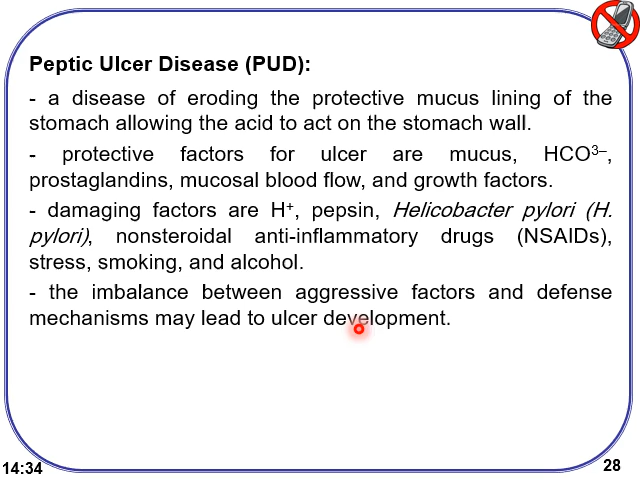 Peptic Ulcer Disease (PUD):
- a disease of eroding the protective mucus lining of the
stomach allowing the acid to act on the stomach wall.
- protective factors for ulcer are mucus, HCO³⁻,
prostaglandins, mucosal blood flow, and growth factors.
- damaging factors are H⁺, pepsin, Helicobacter pylori (H.
pylori), nonsteroidal anti-inflammatory drugs (NSAIDs),
stress, smoking, and alcohol.
- the imbalance between aggressive factors and defense
mechanisms may lead to ulcer development.
14:34
28